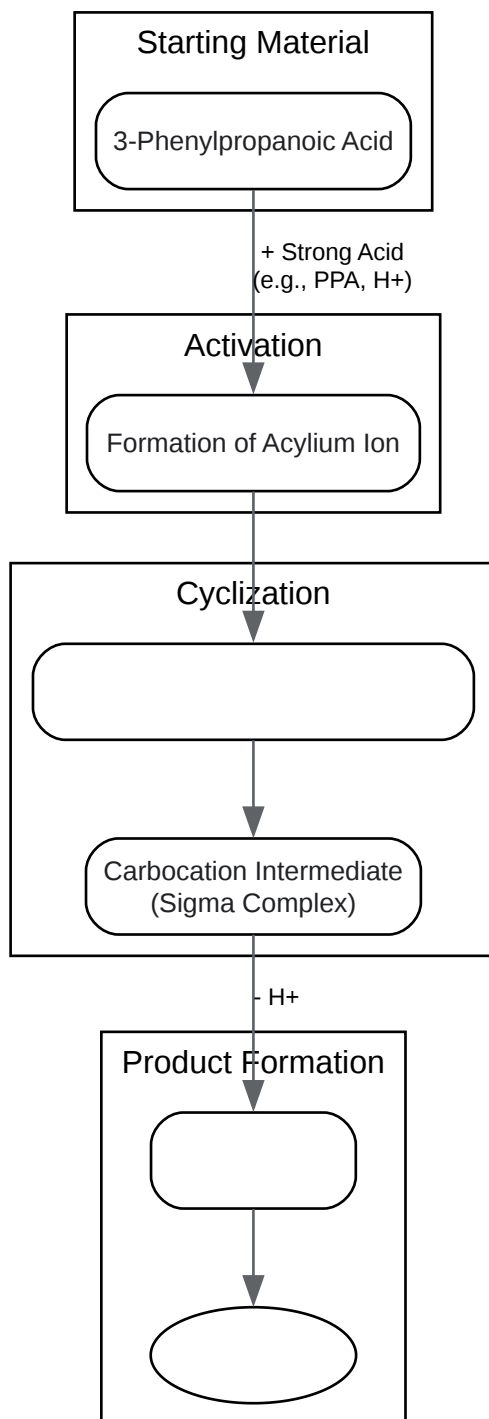 Starting Material
3-Phenylpropanoic Acid
+ Strong Acid
(e.g., PPA, H+)
Activation
Formation of Acylium Ion
Cyclization
Carbocation Intermediate
(Sigma Complex)
- H+
Product Formation